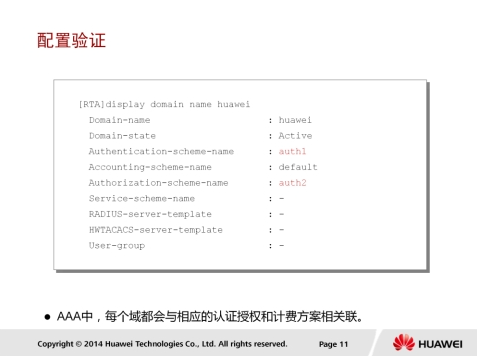 配置验证
[RTA]display domain name huawei
Domain-name : huawei
Domain-state : Active
Authentication-scheme-name : auth1
Accounting-scheme-name : default
Authorization-scheme-name : auth2
Service-scheme-name : -
RADIUS-server-template : -
HWTACACS-server-template : -
User-group : -
● AAA中，每个域都会与相应的认证授权和计费方案相关联。
Copyright © 2014 Huawei Technologies Co., Ltd. All rights reserved. Page 11 HUAWEI